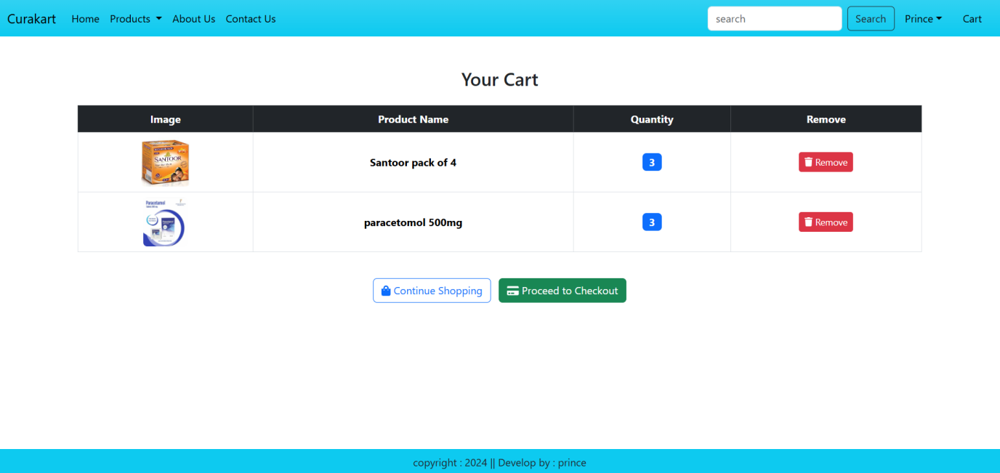 Curakart Home Products About Us Contact Us search Search Prince Cart
Your Cart
Image Product Name Quantity Remove
SANTOOR
Santoor pack of 4 3 Remove
Paracetamol
paracetomol 500mg 3 Remove
Continue Shopping Proceed to Checkout
copyright : 2024 || Develop by : prince